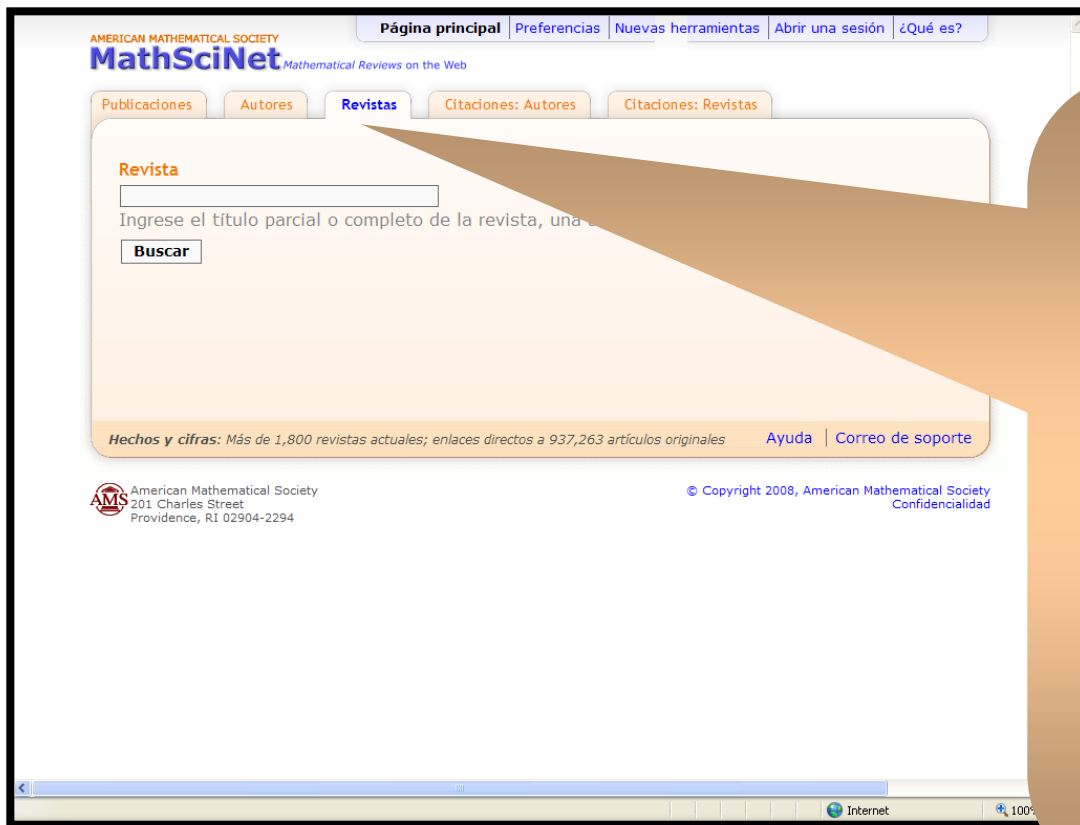 Página principal Preferencias Nuevas herramientas Abrir una sesión ¿Qué es?
AMERICAN MATHEMATICAL SOCIETY
MathSciNet Mathematical Reviews on the Web
Publicaciones Autores Revistas Citaciones: Autores Citaciones: Revistas
Revista
Ingrese el título parcial o completo de la revista, una
Buscar
Hechos y cifras: Más de 1,800 revistas actuales; enlaces directos a 937,263 artículos originales Ayuda Correo de soporte
AMS
American Mathematical Society
201 Charles Street
Providence, RI 02904-2294
© Copyright 2008, American Mathematical Society
Confidencialidad
Internet 100%